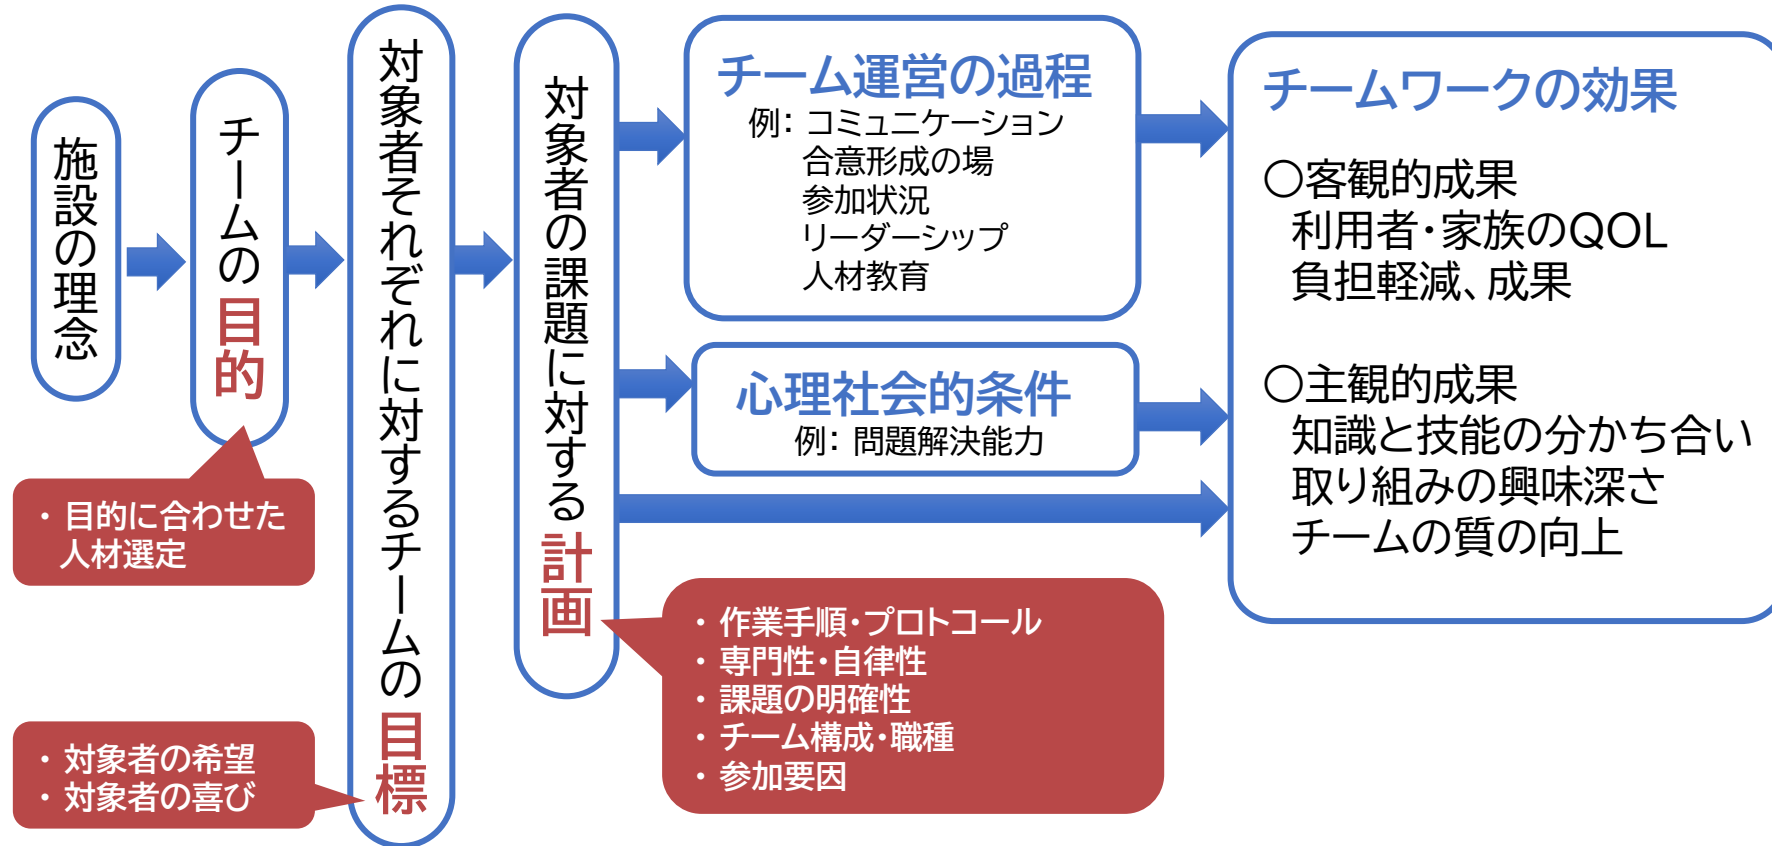 施設の理念
チームの目的
・目的に合わせた
人材選定
対象者それぞれに対するチームの目標
・対象者の希望
・対象者の喜び
対象者の課題に対する計画
・作業手順・プロトコール
・専門性・自律性
・課題の明確性
・チーム構成・職種
・参加要因
チーム運営の過程
例：コミュニケーション
合意形成の場
参加状況
リーダーシップ
人材教育
心理社会的条件
例：問題解決能力
チームワークの効果
○客観的成果
利用者・家族のQOL
負担軽減、成果
○主観的成果
知識と技能の分かち合い
取り組みの興味深さ
チームの質の向上